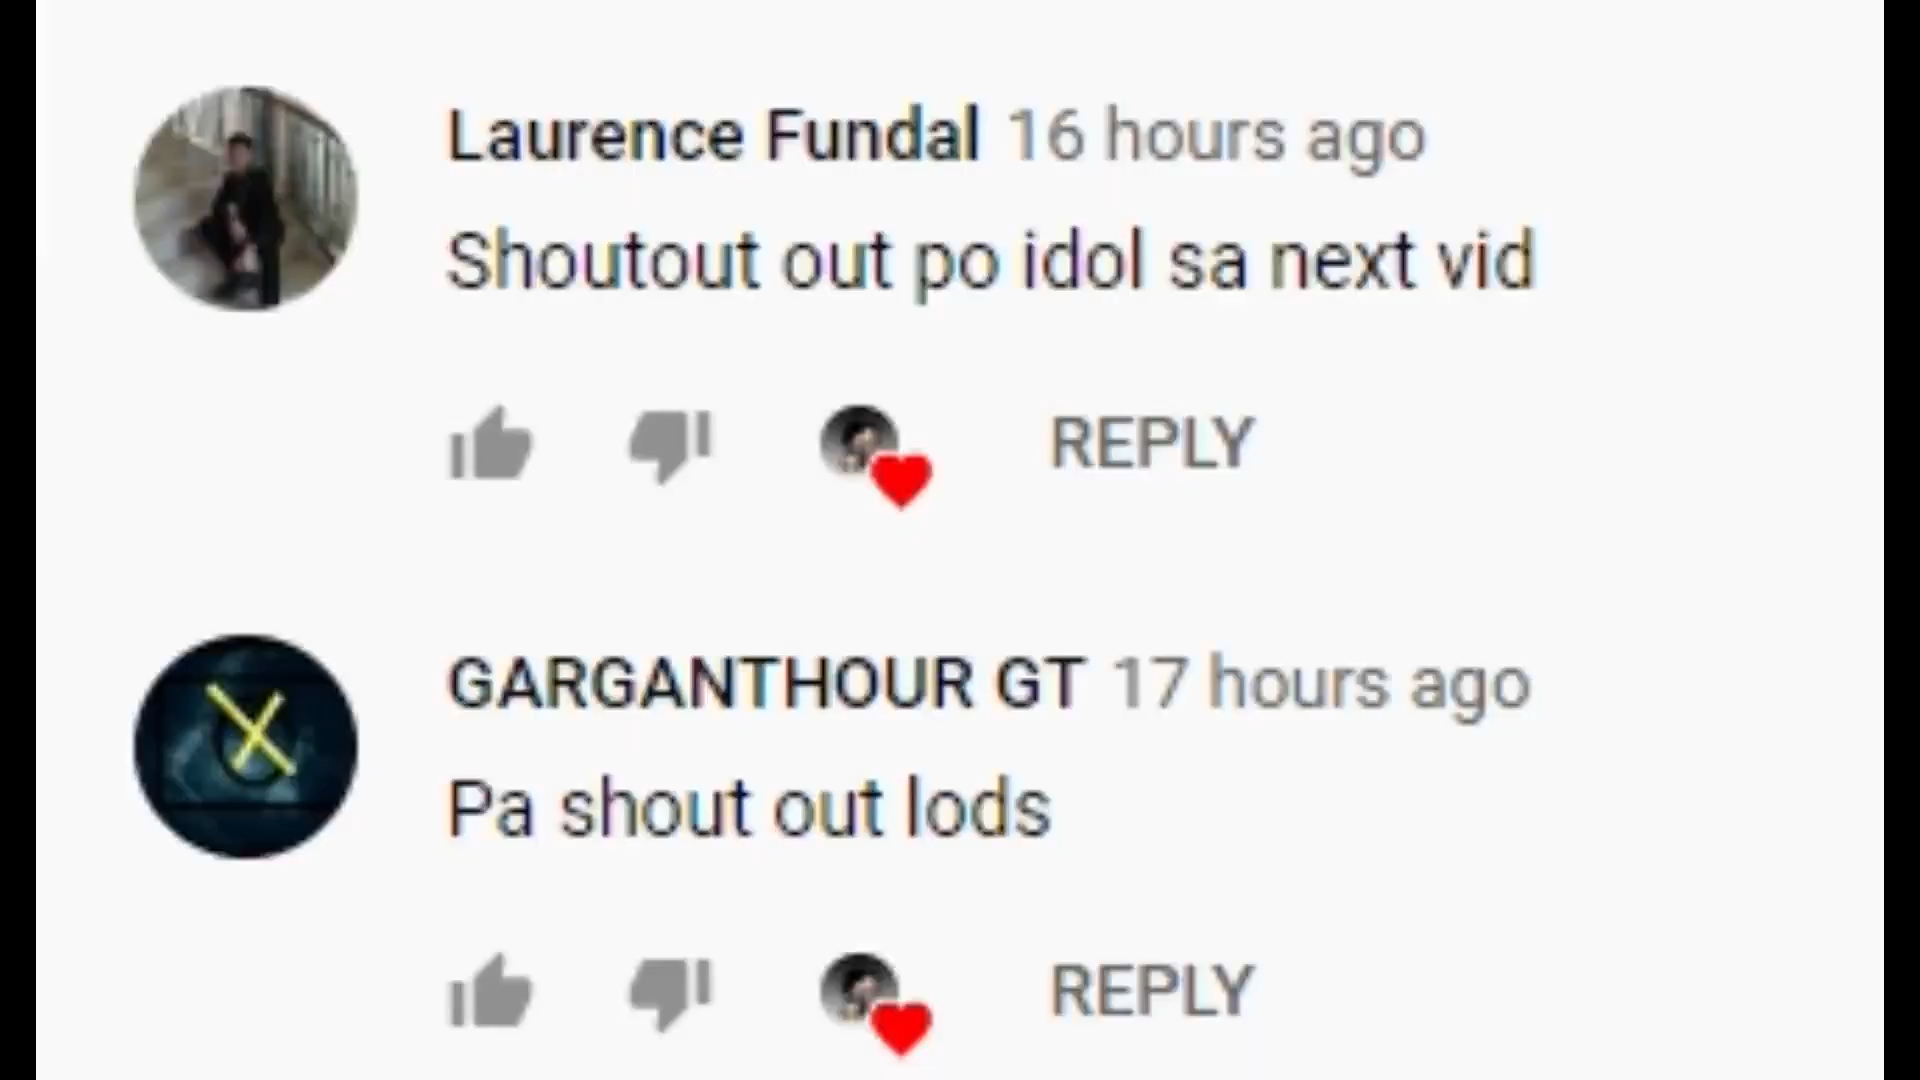 Laurence Fundal 16 hours ago
Shoutout out po idol sa next vid
REPLY
GARGANTHOUR GT 17 hours ago
Pa shout out lods
REPLY